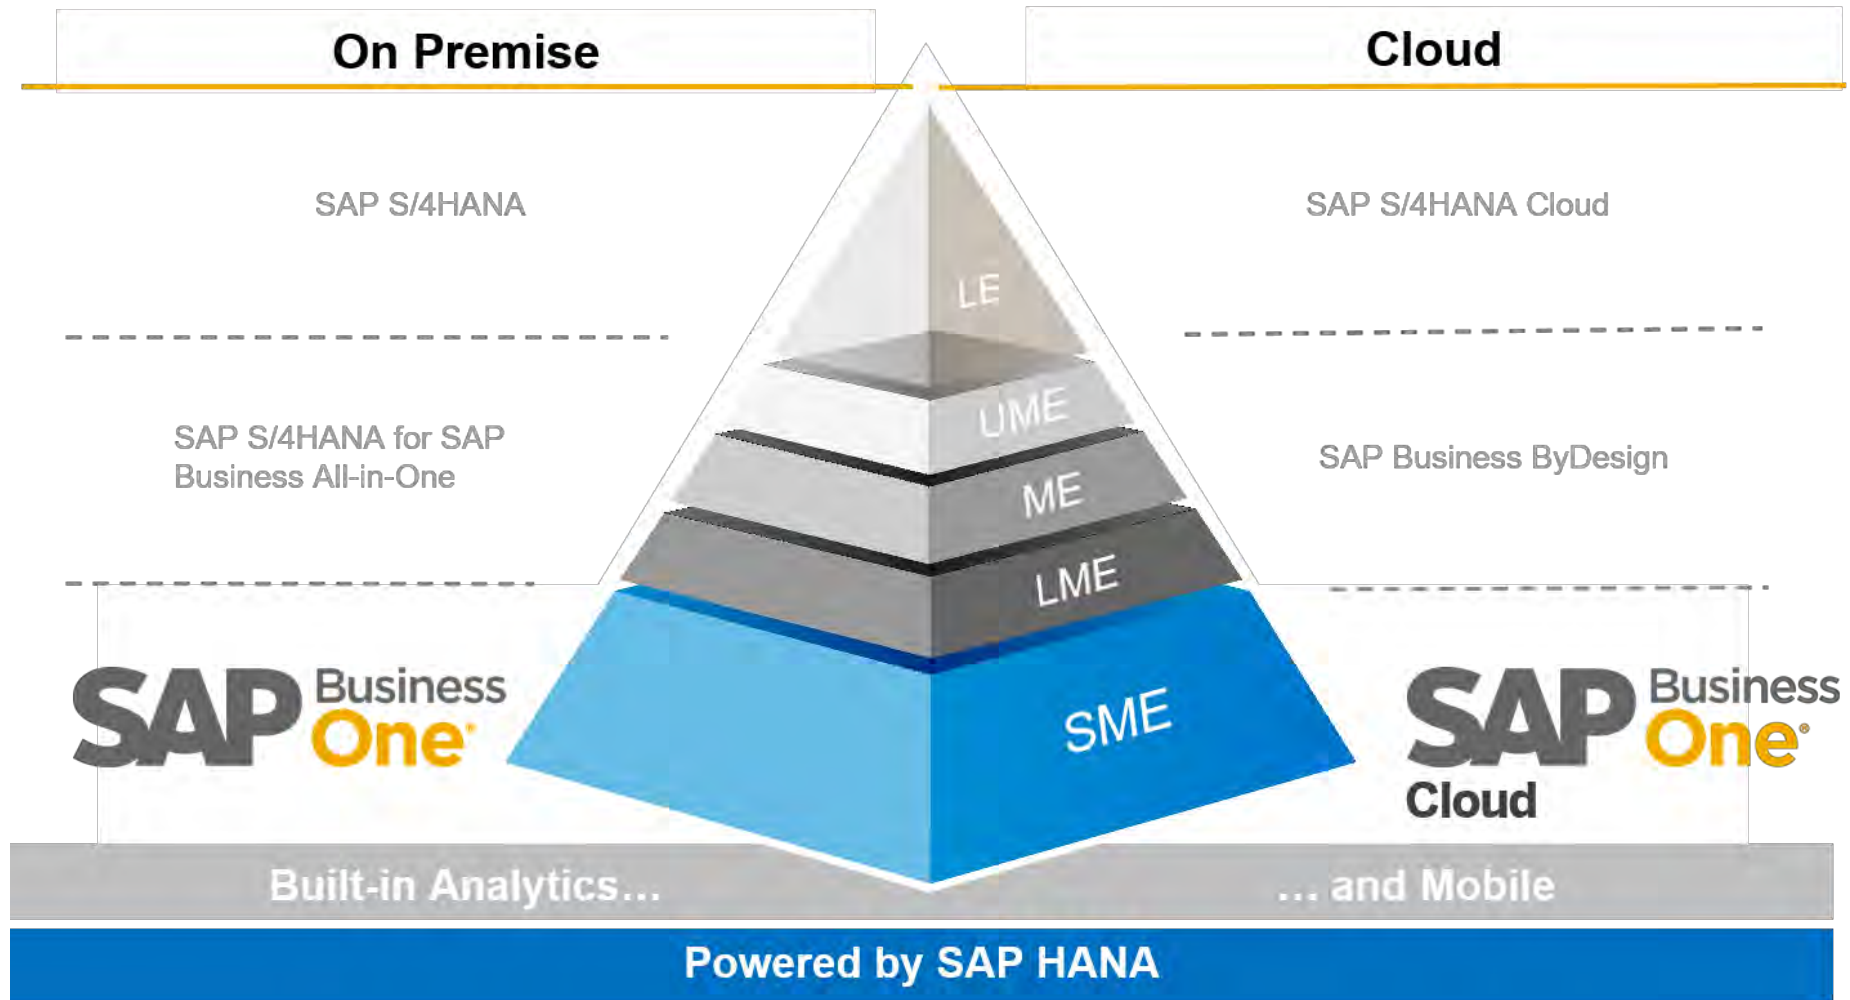 On Premise
Cloud
SAP S/4HANA
SAP S/4HANA Cloud
LE
UME
SAP S/4HANA for SAP
Business All-in-One
SAP Business ByDesign
ME
LME
SAP Business
One®
SME
SAP Business
One®
Cloud
Built-in Analytics...
... and Mobile
Powered by SAP HANA